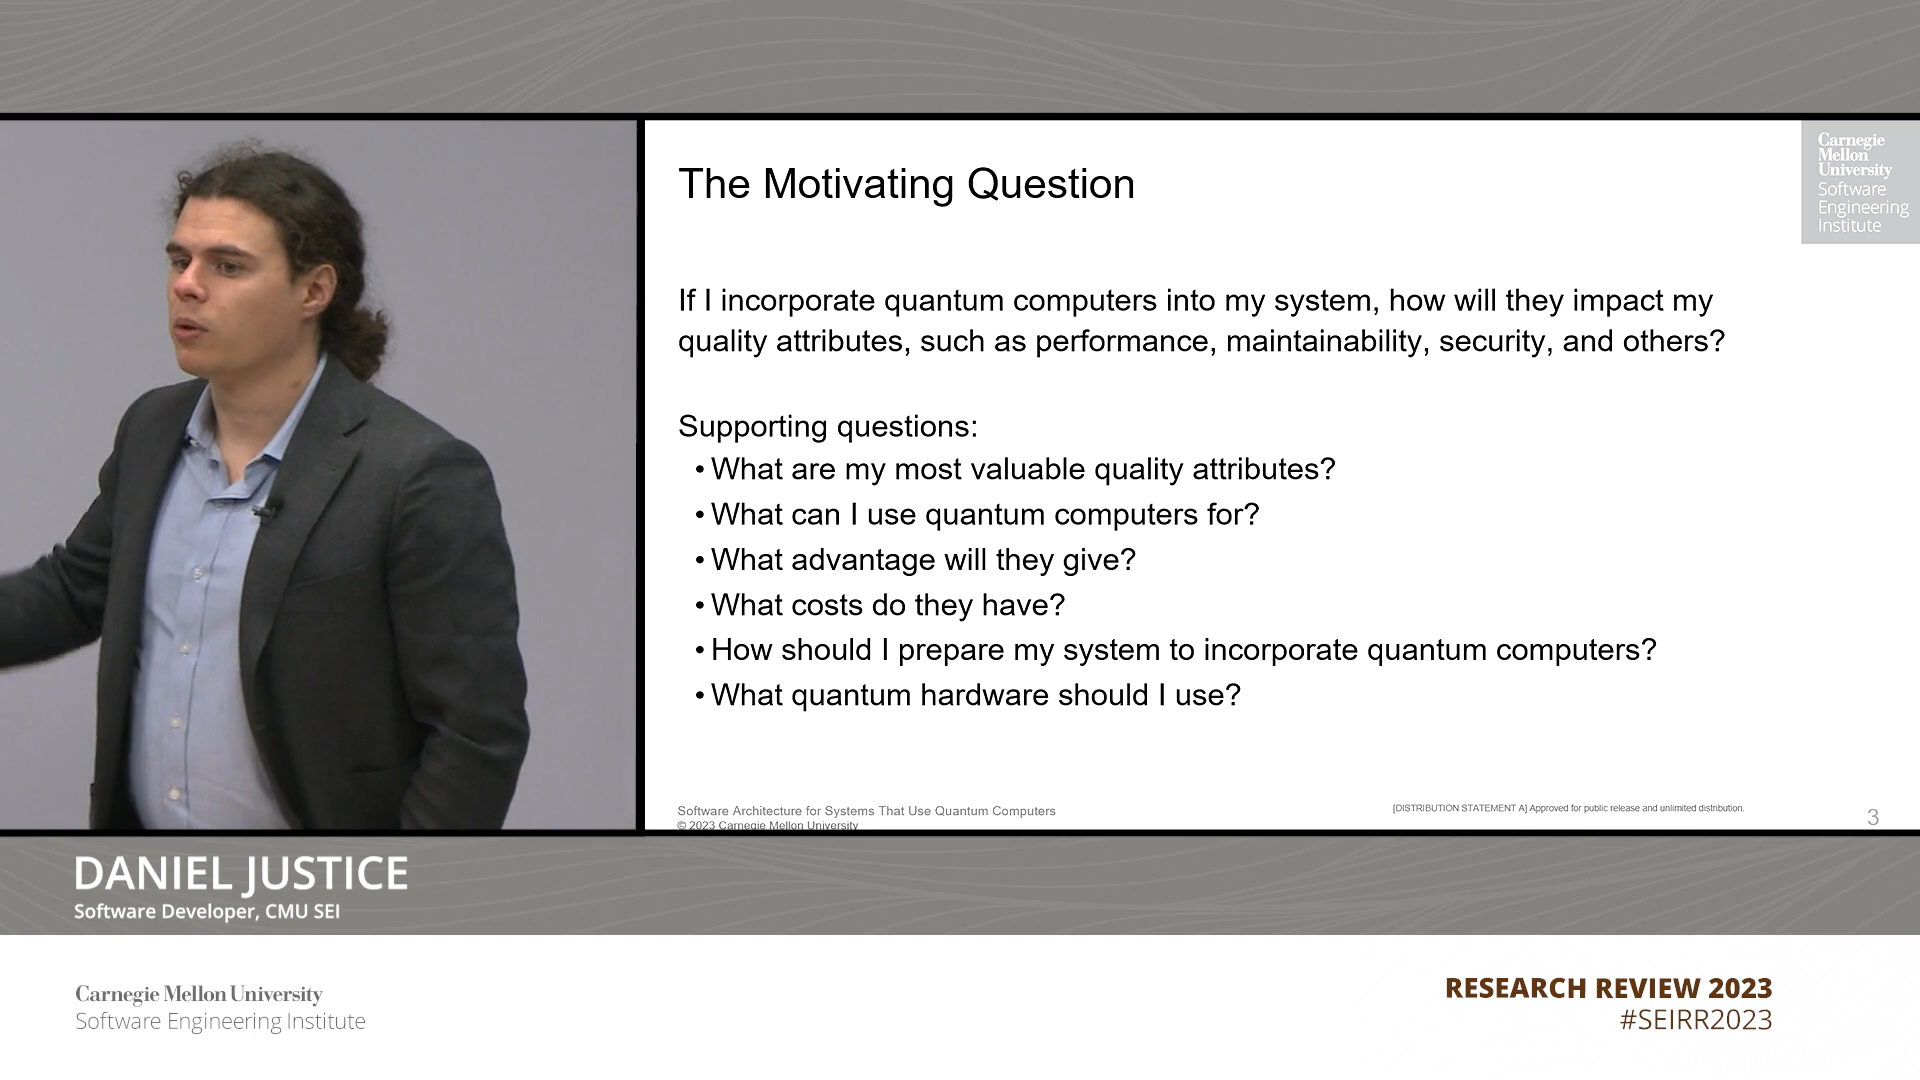 Carnegie
Mellon
University
Software
Engineering
Institute
The Motivating Question
If I incorporate quantum computers into my system, how will they impact my
quality attributes, such as performance, maintainability, security, and others?
Supporting questions:
• What are my most valuable quality attributes?
• What can I use quantum computers for?
• What advantage will they give?
• What costs do they have?
• How should I prepare my system to incorporate quantum computers?
• What quantum hardware should I use?
Software Architecture for Systems That Use Quantum Computers
© 2023 Carnegie Mellon University
[DISTRIBUTION STATEMENT A] Approved for public release and unlimited distribution.
3
DANIEL JUSTICE
Software Developer, CMU SEI
Carnegie Mellon University
Software Engineering Institute
RESEARCH REVIEW 2023
#SEIRR2023